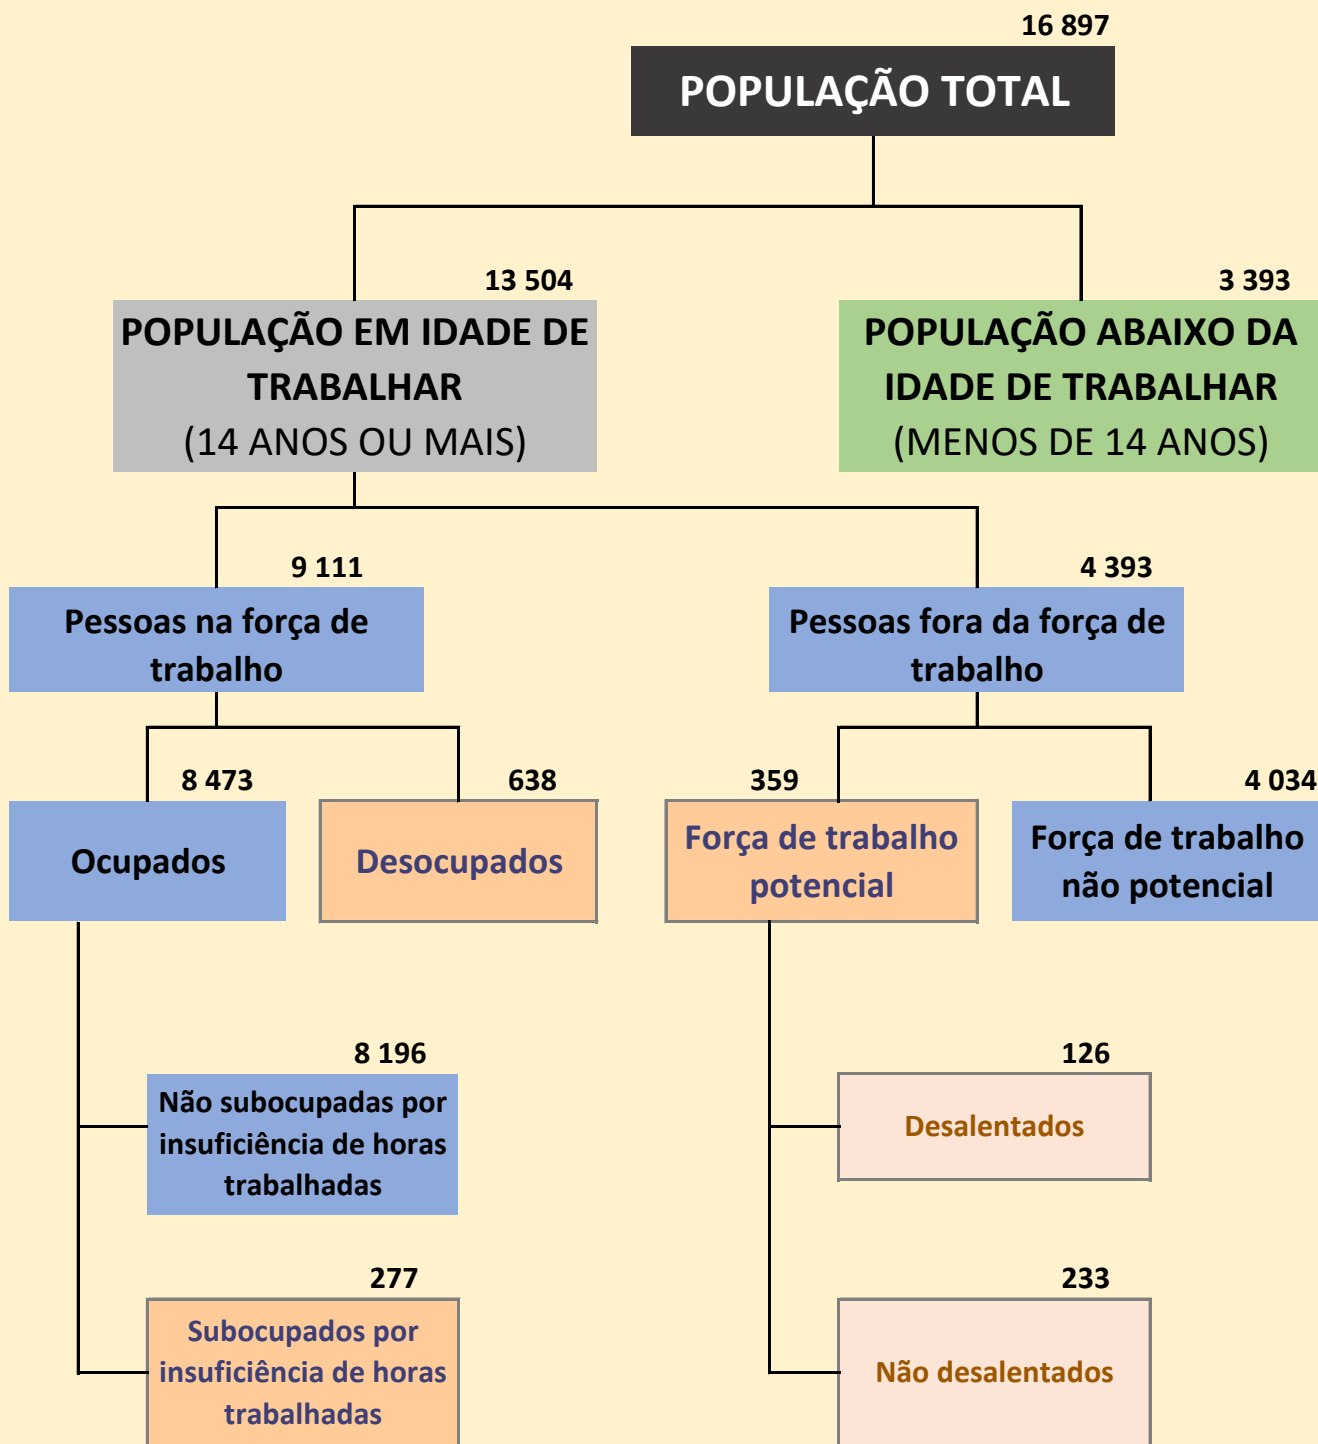 16 897
POPULAÇÃO TOTAL
13 504
POPULAÇÃO EM IDADE DE
TRABALHAR
(14 ANOS OU MAIS)
3 393
POPULAÇÃO ABAIXO DA
IDADE DE TRABALHAR
(MENOS DE 14 ANOS)
9 111
Pessoas na força de
trabalho
4 393
Pessoas fora da força de
trabalho
8 473
Ocupados
638
Desocupados
359
Força de trabalho
potencial
4 034
Força de trabalho
não potencial
8 196
Não subocupadas por
insuficiência de horas
trabalhadas
126
Desalentados
277
Subocupados por
insuficiência de horas
trabalhadas
233
Não desalentados